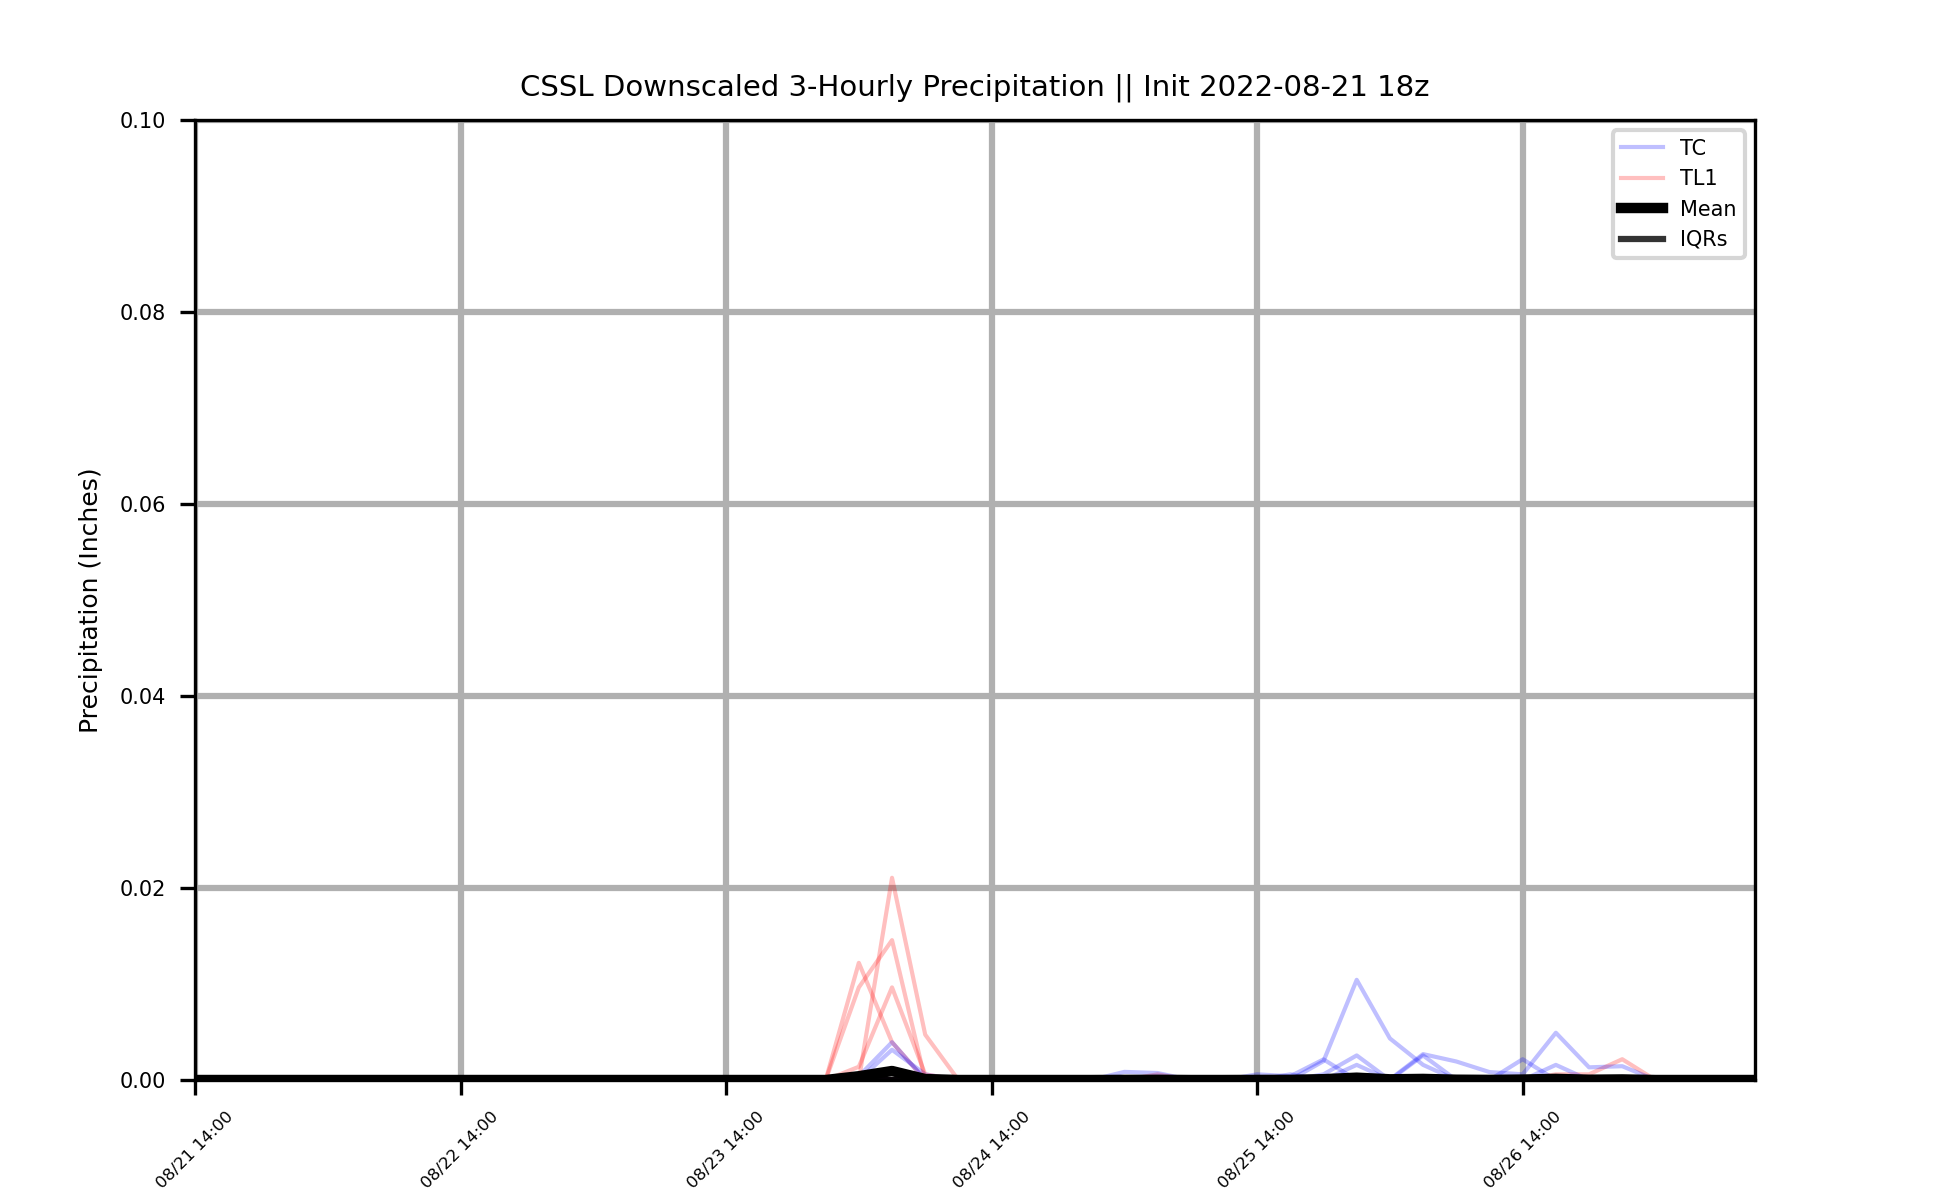 CSSL Downscaled 3-Hourly Precipitation || Init 2022-08-21 18z
Precipitation (Inches)
0.10
0.08
0.06
0.04
0.02
0.00
TC
TL1
Mean
IQRs
08/21 14:00
08/22 14:00
08/23 14:00
08/24 14:00
08/25 14:00
08/26 14:00